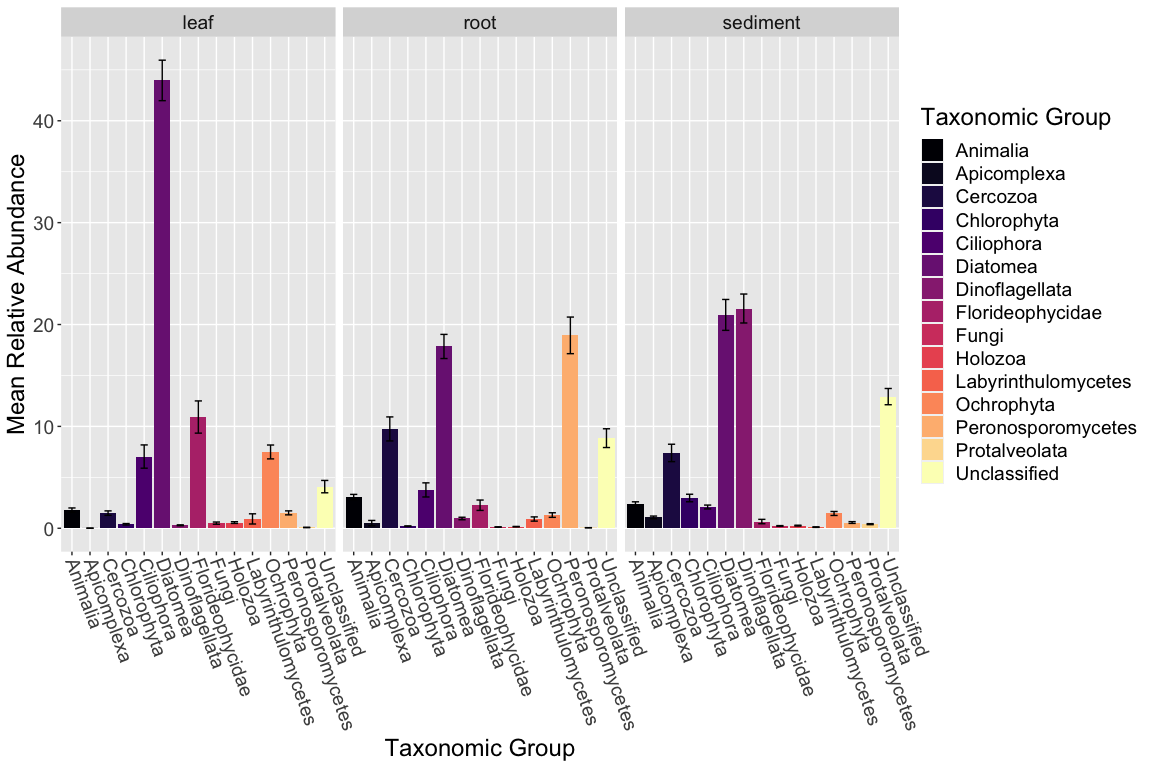 leaf
root
sediment
Mean Relative Abundance
40
30
20
10
0
Animalia
Apicomplexa
Cercozoa
Chlorophyta
Ciliophora
Diatomea
Dinoflagellata
Florideophycidae
Fungi
Holozoa
Labyrinthulomycetes
Ochrophyta
Peronosporomycetes
Protalveolata
Unclassified
Animalia
Apicomplexa
Cercozoa
Chlorophyta
Ciliophora
Diatomea
Dinoflagellata
Florideophycidae
Fungi
Holozoa
Labyrinthulomycetes
Ochrophyta
Peronosporomycetes
Protalveolata
Unclassified
Animalia
Apicomplexa
Cercozoa
Chlorophyta
Ciliophora
Diatomea
Dinoflagellata
Florideophycidae
Fungi
Holozoa
Labyrinthulomycetes
Ochrophyta
Peronosporomycetes
Protalveolata
Unclassified
Taxonomic Group
Taxonomic Group
Animalia
Apicomplexa
Cercozoa
Chlorophyta
Ciliophora
Diatomea
Dinoflagellata
Florideophycidae
Fungi
Holozoa
Labyrinthulomycetes
Ochrophyta
Peronosporomycetes
Protalveolata
Unclassified